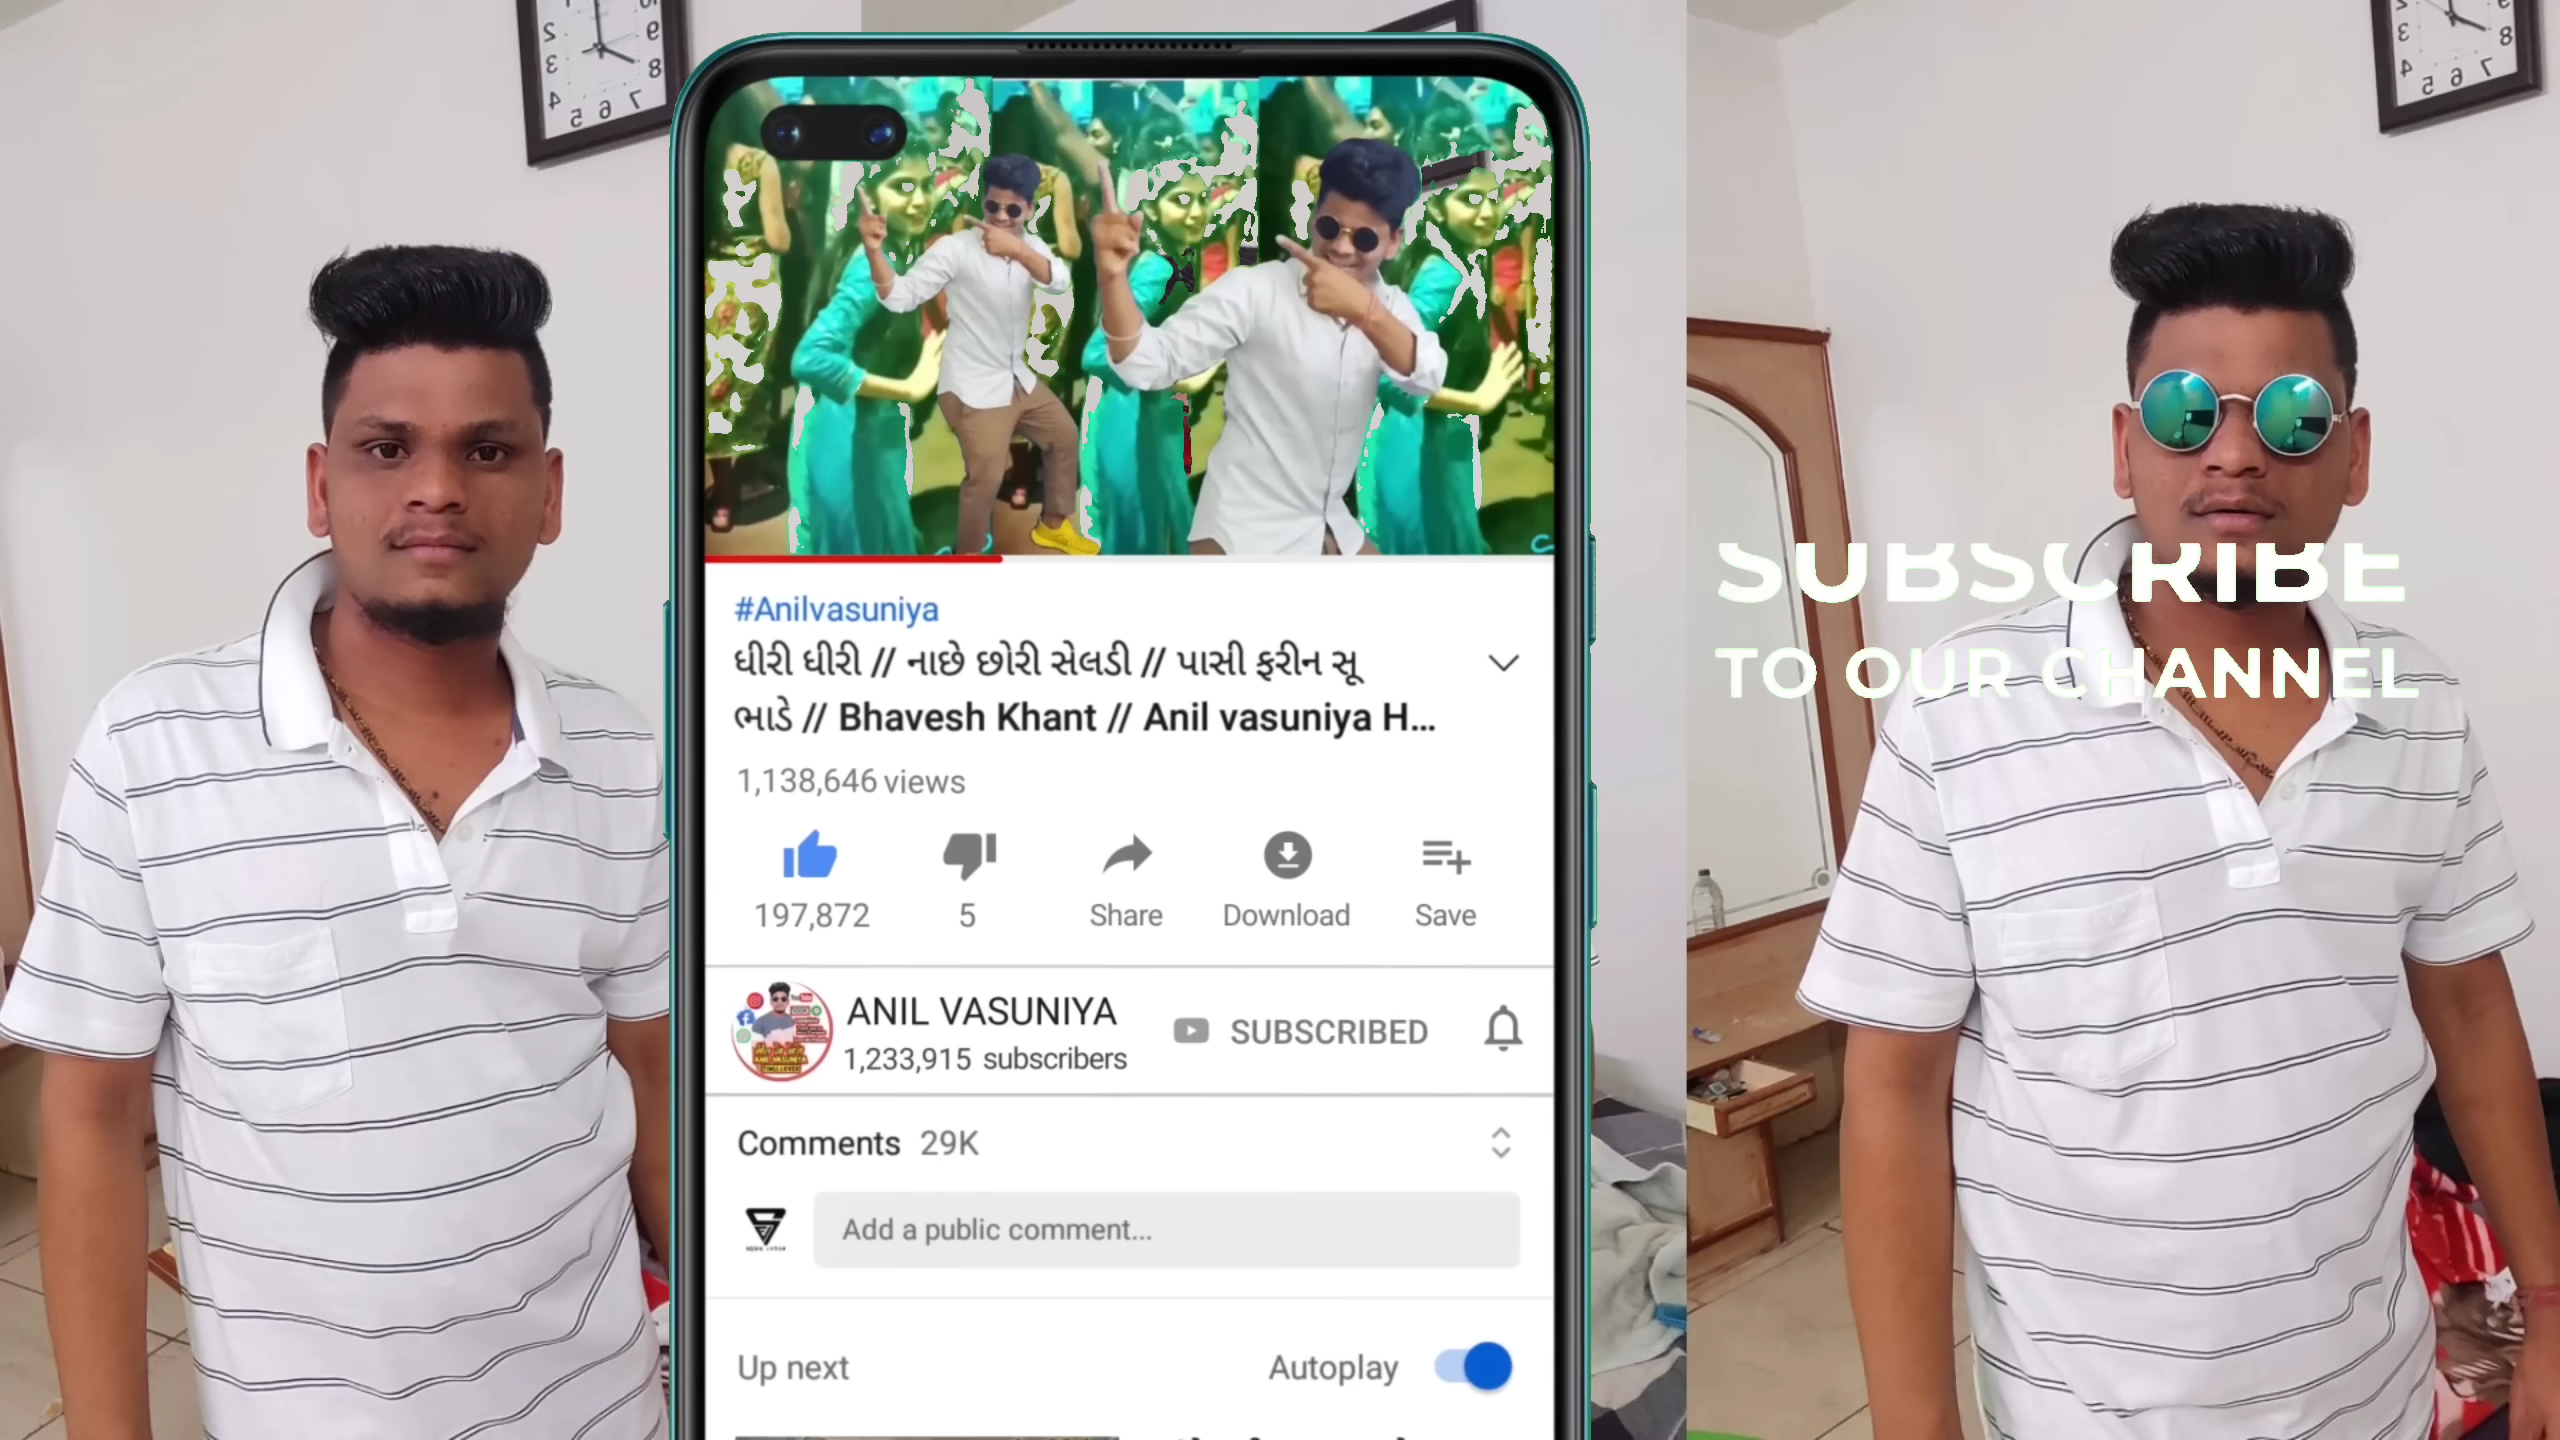 #Anilvasuniya
ધીરી ધીરી // નાછે છોરી સેલડી // પાસી ફરીન સૂ
ભાડે // Bhavesh Khant // Anil vasuniya H...
1,138,646 views
197,872
5
Share
Download
Save
ANIL VASUNIYA
1,233,915 subscribers
SUBSCRIBED
Comments 29K
Add a public comment...
Up next
Autoplay
SUBSCRIBE
TO OUR CHANNEL